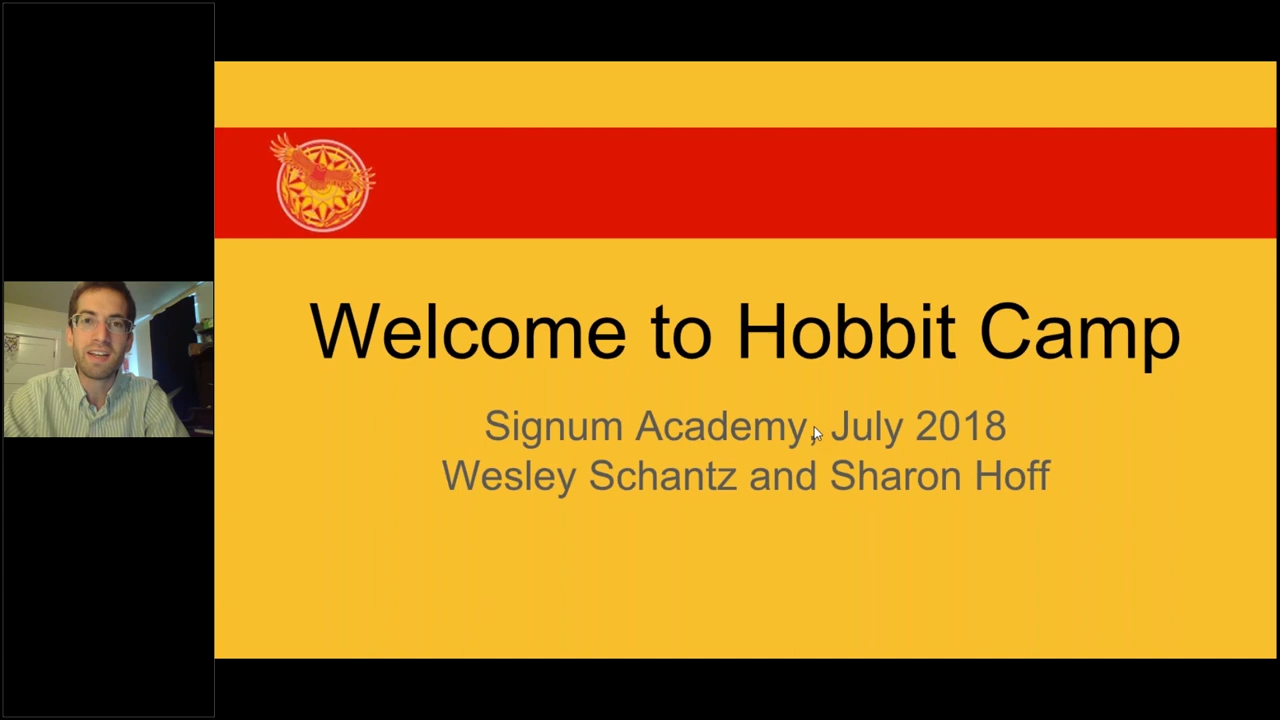 Welcome to Hobbit Camp
Signum Academy, July 2018
Wesley Schantz and Sharon Hoff